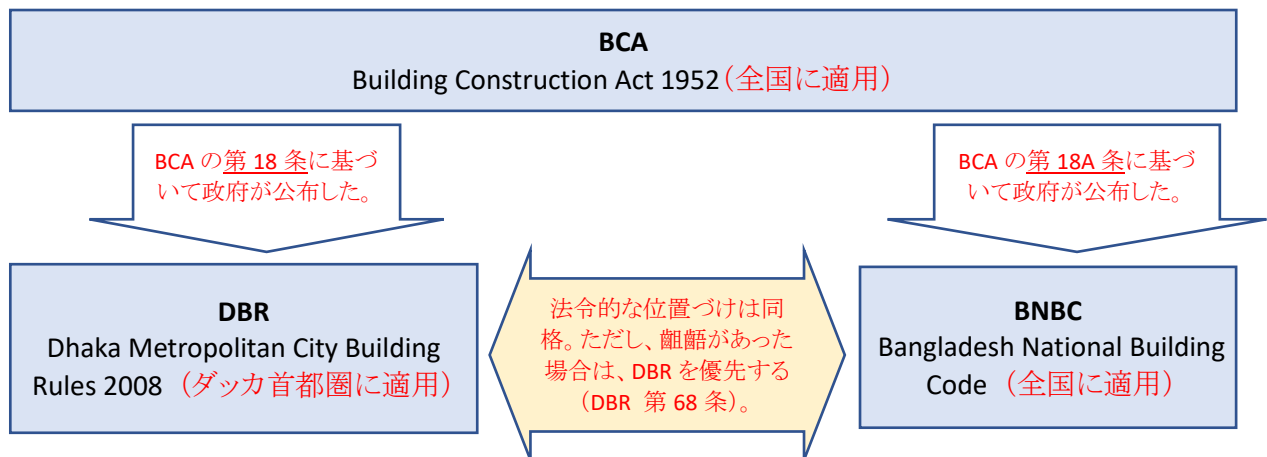 BCA
Building Construction Act 1952（全国に適用）
BCA の第 18 条に基づ
いて政府が公布した。
BCA の第 18A 条に基
づいて政府が公布した。
DBR
Dhaka Metropolitan City Building
Rules 2008 （ダッカ首都圏に適用）
法令的な位置づけは同
格。ただし、齟齬があった
場合は、DBR を優先する
（DBR 第 68 条）。
BNBC
Bangladesh National Building
Code （全国に適用）